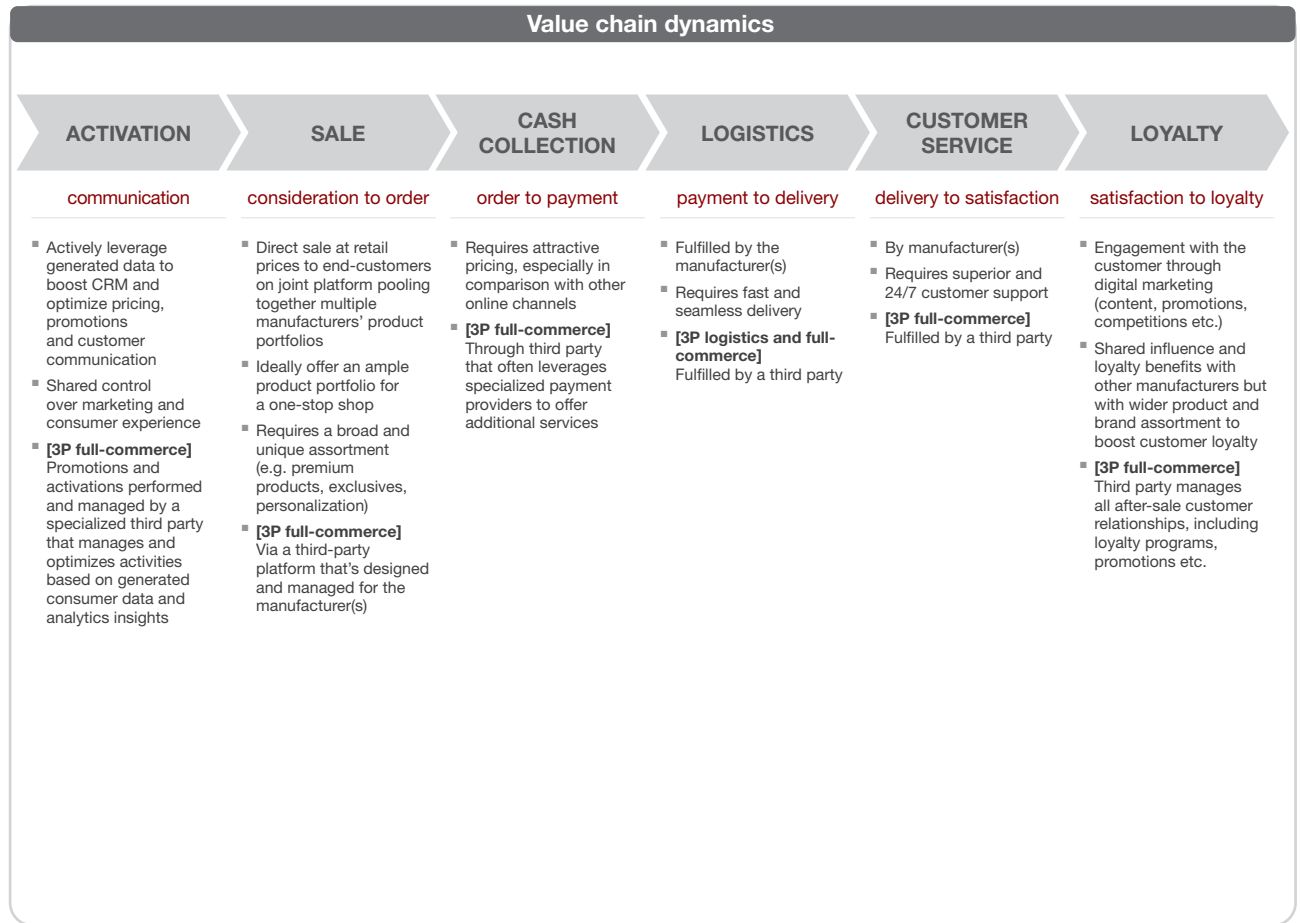 Value chain dynamics
ACTIVATION
SALE
CASH
COLLECTION
LOGISTICS
CUSTOMER
SERVICE
LOYALTY
communication
consideration to order
order to payment
payment to delivery
delivery to satisfaction
satisfaction to loyalty
Actively leverage
generated data to
boost CRM and
optimize pricing,
promotions
and customer
communication
Shared control
over marketing and
consumer experience
[3P full-commerce]
Promotions and
activations performed
and managed by a
specialized third party
that manages and
optimizes activities
based on generated
consumer data and
analytics insights
Direct sale at retail
prices to end-customers
on joint platform pooling
together multiple
manufacturers’ product
portfolios
Ideally offer an ample
product portfolio for
a one-stop shop
Requires a broad and
unique assortment
(e.g. premium
products, exclusives,
personalization)
[3P full-commerce]
Via a third-party
platform that’s designed
and managed for the
manufacturer(s)
Requires attractive
pricing, especially in
comparison with other
online channels
[3P full-commerce]
Through third party
that often leverages
specialized payment
providers to offer
additional services
Fulfilled by the
manufacturer(s)
Requires fast and
seamless delivery
[3P logistics and full-
commerce]
Fulfilled by a third party
By manufacturer(s)
Requires superior and
24/7 customer support
[3P full-commerce]
Fulfilled by a third party
Engagement with the
customer through
digital marketing
(content, promotions,
competitions etc.)
Shared influence and
loyalty benefits with
other manufacturers but
with wider product and
brand assortment to
boost customer loyalty
[3P full-commerce]
Third party manages
all after-sale customer
relationships, including
loyalty programs,
promotions etc.